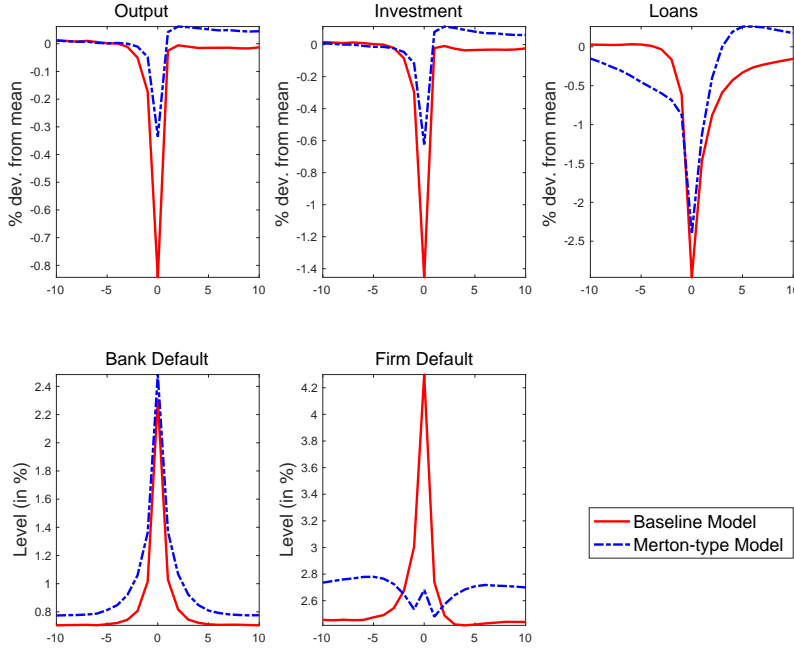 Output
Investment
Loans
0
-0.1
-0.2
-0.3
-0.4
-0.5
-0.6
-0.7
-0.8
% dev. from mean
-10 -5 0 5 10
0
-0.2
-0.4
-0.6
-0.8
-1
-1.2
-1.4
% dev. from mean
-10 -5 0 5 10
0
-0.5
-1
-1.5
-2
-2.5
% dev. from mean
-10 -5 0 5 10
Bank Default
Firm Default
2.4
2.2
2
1.8
1.6
1.4
1.2
1
0.8
Level (in %)
-10 -5 0 5 10
4.2
4
3.8
3.6
3.4
3.2
3
2.8
2.6
Level (in %)
-10 -5 0 5 10
Baseline Model
Merton-type Model